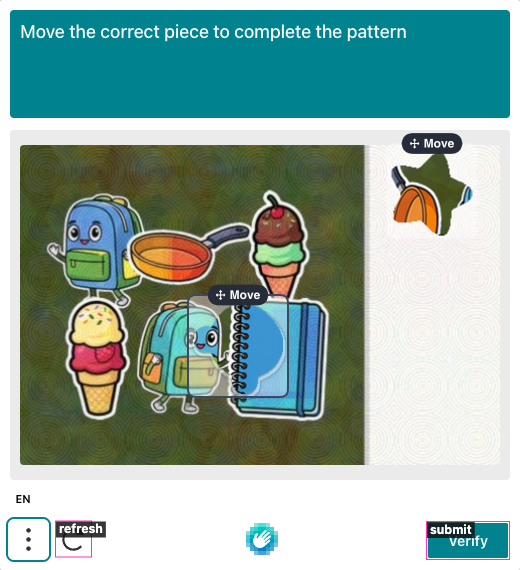 Move the correct piece to complete the pattern
Move
Move
EN
refresh
submit
Verify